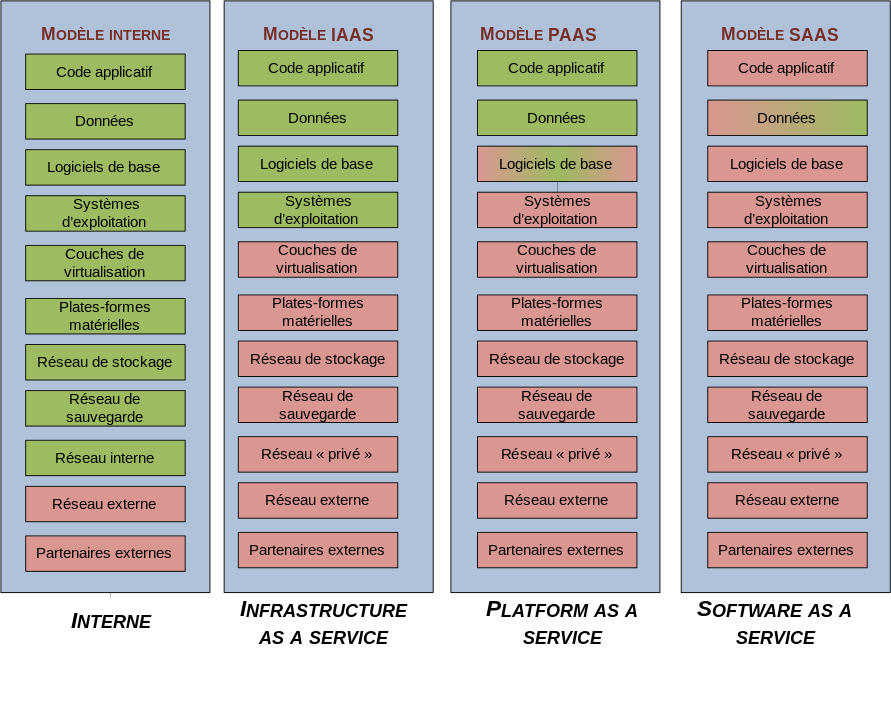 Modèle interne
Code applicatif
Données
Logiciels de base
Systèmes
d'exploitation
Couches de
virtualisation
Plates-formes
matérielles
Réseau de stockage
Réseau de
sauvegarde
Réseau interne
Réseau externe
Partenaires externes
Interne
Modèle IAAS
Code applicatif
Données
Logiciels de base
Systèmes
d'exploitation
Couches de
virtualisation
Plates-formes
matérielles
Réseau de stockage
Réseau de
sauvegarde
Réseau « privé »
Réseau externe
Partenaires externes
Infrastructure
as a service
Modèle PAAS
Code applicatif
Données
Logiciels de base
Systèmes
d'exploitation
Couches de
virtualisation
Plates-formes
matérielles
Réseau de stockage
Réseau de
sauvegarde
Réseau « privé »
Réseau externe
Partenaires externes
Platform as a
service
Modèle SAAS
Code applicatif
Données
Logiciels de base
Systèmes
d'exploitation
Couches de
virtualisation
Plates-formes
matérielles
Réseau de stockage
Réseau de
sauvegarde
Réseau « privé »
Réseau externe
Partenaires externes
Software as a
service